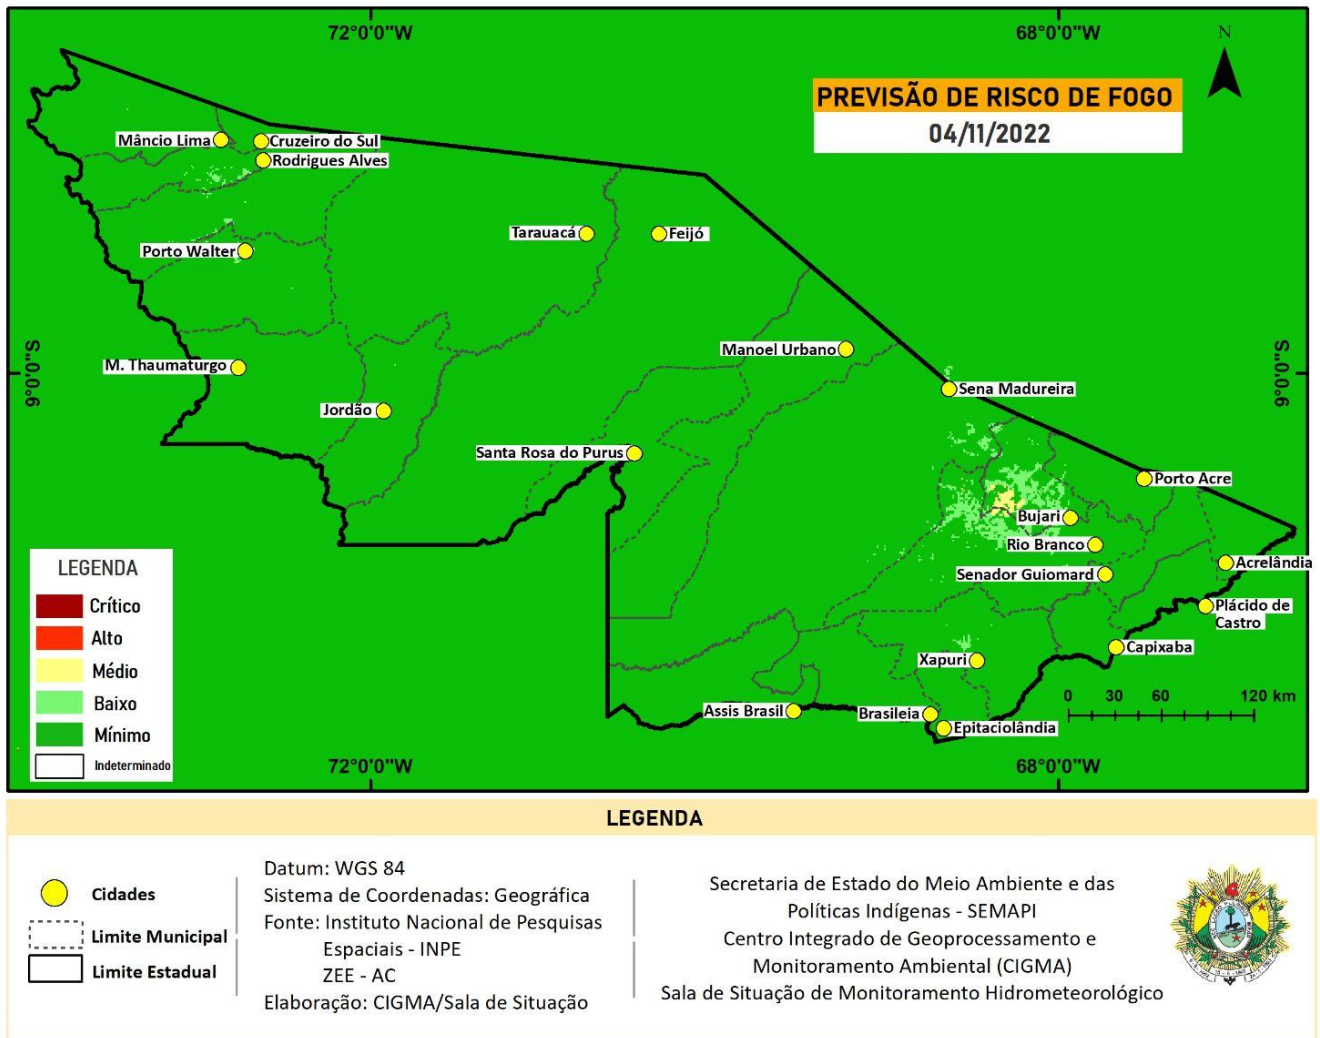 72°0'0"W
68°0'0"W
N
PREVISÃO DE RISCO DE FOGO
04/11/2022
Mâncio Lima
Cruzeiro do Sul
Rodrigues Alves
Tarauacá
Feijó
Porto Walter
Manoel Urbano
M. Thaumaturgo
9°0'0"S
9°0'0"S
Sena Madureira
Jordão
Santa Rosa do Purus
Porto Acre
Bujari
Rio Branco
Acrelândia
Senador Guiomard
Plácido de
Castro
Capixaba
Xapuri
Assis Brasil
Brasileia
Epitaciolândia
0 30 60 120 km
LEGENDA
Crítico
Alto
Médio
Baixo
Mínimo
Indeterminado
72°0'0"W
68°0'0"W
LEGENDA
Cidades
Limite Municipal
Limite Estadual
Datum: WGS 84
Sistema de Coordenadas: Geográfica
Fonte: Instituto Nacional de Pesquisas
Espaciais - INPE
ZEE - AC
Elaboração: CIGMA/Sala de Situação
Secretaria de Estado do Meio Ambiente e das
Políticas Indígenas - SEMAPI
Centro Integrado de Geoprocessamento e
Monitoramento Ambiental (CIGMA)
Sala de Situação de Monitoramento Hidrometeorológico